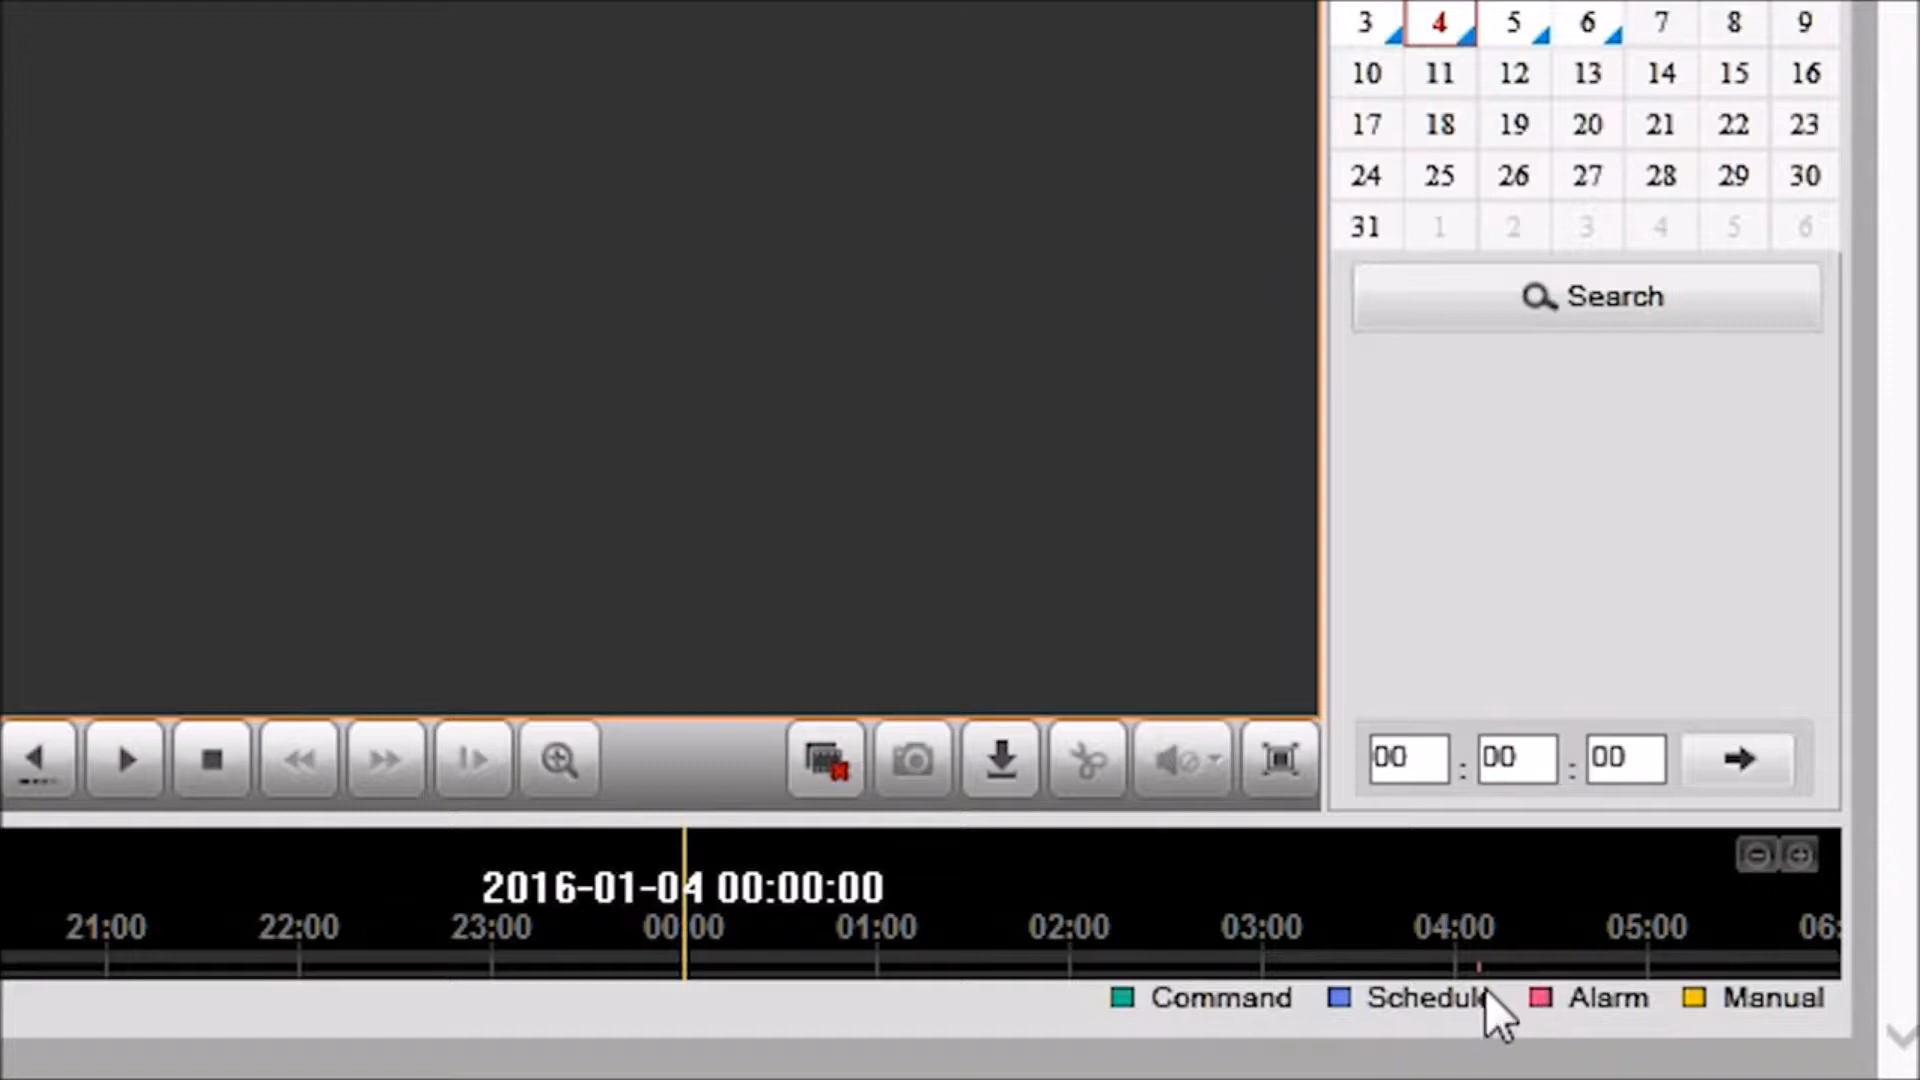 3 4 5 6 7 8 9
10 11 12 13 14 15 16
17 18 19 20 21 22 23
24 25 26 27 28 29 30
31 1 2 3 4 5 6
Search
00 : 00 : 00
2016-01-04 00:00:00
21:00 22:00 23:00 00:00 01:00 02:00 03:00 04:00 05:00 06:
Command Schedule Alarm Manual